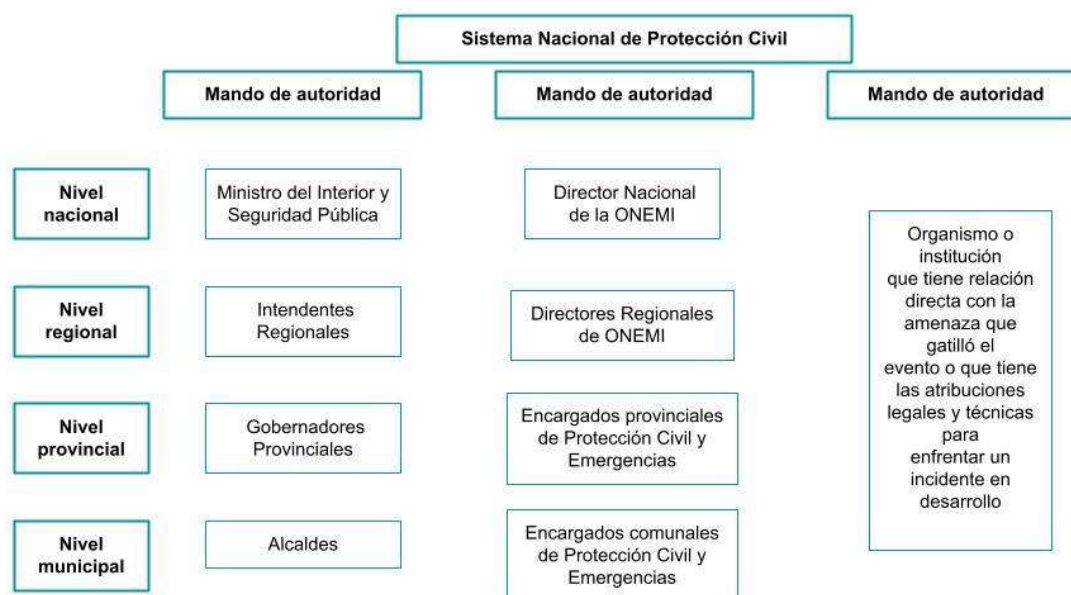 Sistema Nacional de Protección Civil
Mando de autoridad
Mando de autoridad
Mando de autoridad
Nivel
nacional
Ministro del Interior y
Seguridad Pública
Director Nacional
de la ONEMI
Nivel
regional
Intendentes
Regionales
Directores Regionales
de ONEMI
Nivel
provincial
Gobernadores
Provinciales
Encargados provinciales
de Protección Civil y
Emergencias
Nivel
municipal
Alcaldes
Encargados comunales
de Protección Civil y
Emergencias
Organismo o
institución
que tiene relación
directa con la
amenaza que
gatilló el
evento o que tiene
las atribuciones
legales y técnicas
para
enfrentar un
incidente en
desarrollo